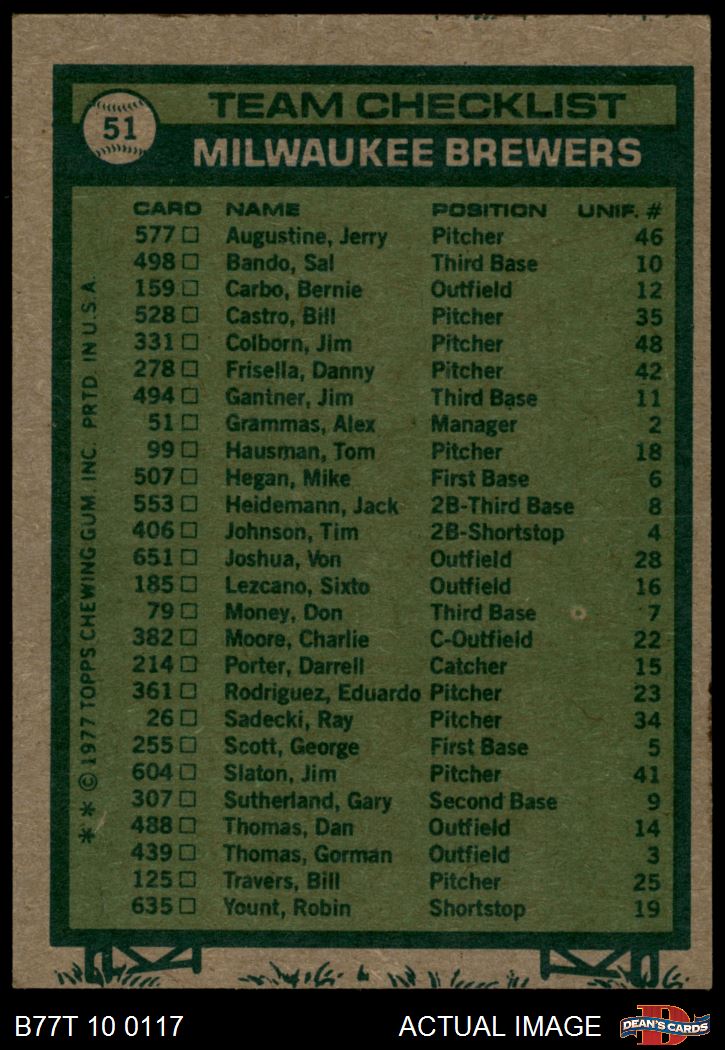 51
TEAM CHECKLIST
MILWAUKEE BREWERS
CARD NAME POSITION UNIF. #
577 Augustine, Jerry Pitcher 46
498 Bando, Sal Third Base 10
159 Carbo, Bernie Outfield 12
528 Castro, Bill Pitcher 35
331 Colborn, Jim Pitcher 48
278 Frisella, Danny Pitcher 42
494 Gantner, Jim Third Base 11
51 Grammas, Alex Manager 2
99 Hausman, Tom Pitcher 18
507 Hegan, Mike First Base 6
553 Heidemann, Jack 2B-Third Base 8
406 Johnson, Tim 2B-Shortstop 4
651 Joshua, Von Outfield 28
185 Lezcano, Sixto Outfield 16
79 Money, Don Third Base 7
382 Moore, Charlie C-Outfield 22
214 Porter, Darrell Catcher 15
361 Rodriguez, Eduardo Pitcher 23
26 Sadecki, Ray Pitcher 34
255 Scott, George First Base 5
604 Slaton, Jim Pitcher 41
307 Sutherland, Gary Second Base 9
488 Thomas, Dan Outfield 14
439 Thomas, Gorman Outfield 3
125 Travers, Bill Pitcher 25
635 Yount, Robin Shortstop 19
** © 1977 TOPPS CHEWING GUM, INC. PRTD. IN U.S.A.
B77T 10 0117 ACTUAL IMAGE
D
DEAN'S CARDS